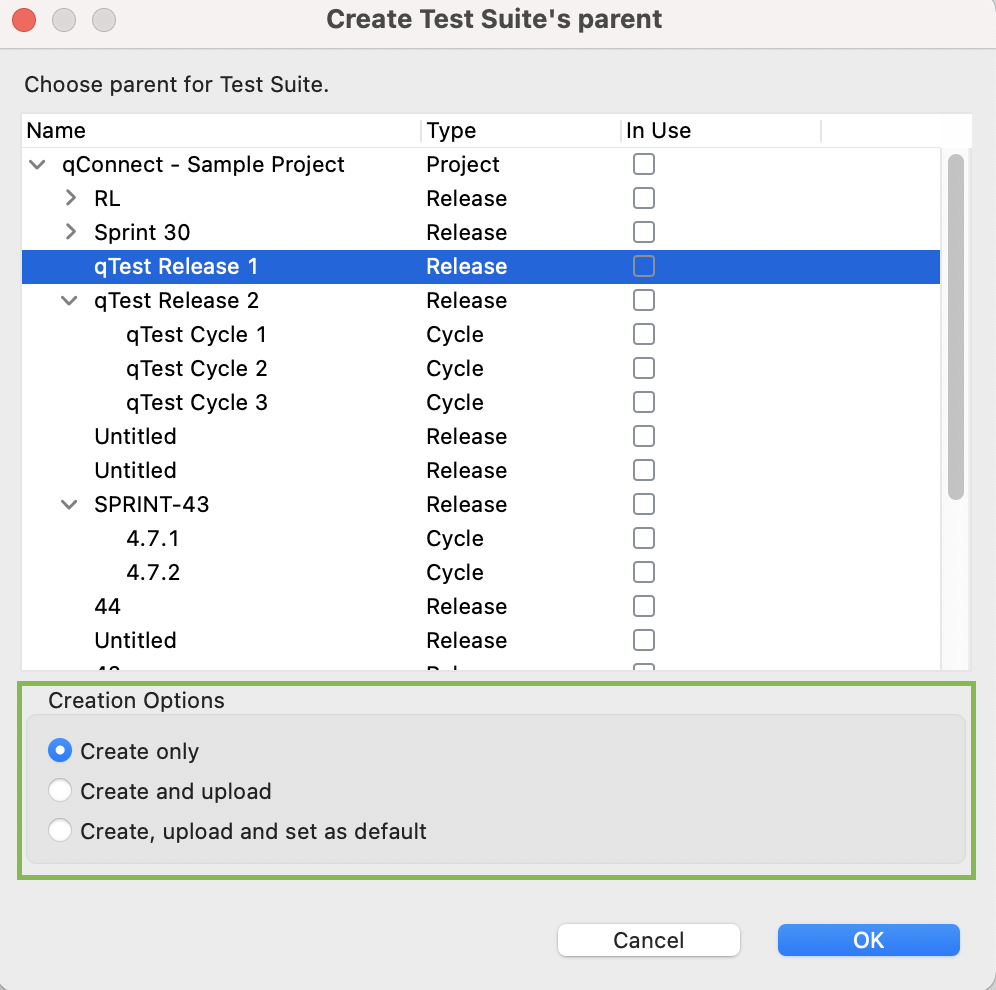 Create Test Suite's parent
Choose parent for Test Suite.
Name Type In Use
qConnect - Sample Project Project
RL Release
Sprint 30 Release
qTest Release 1 Release
qTest Release 2 Release
qTest Cycle 1 Cycle
qTest Cycle 2 Cycle
qTest Cycle 3 Cycle
Untitled Release
Untitled Release
SPRINT-43 Release
4.7.1 Cycle
4.7.2 Cycle
44 Release
Untitled Release
Creation Options
Create only
Create and upload
Create, upload and set as default
Cancel OK